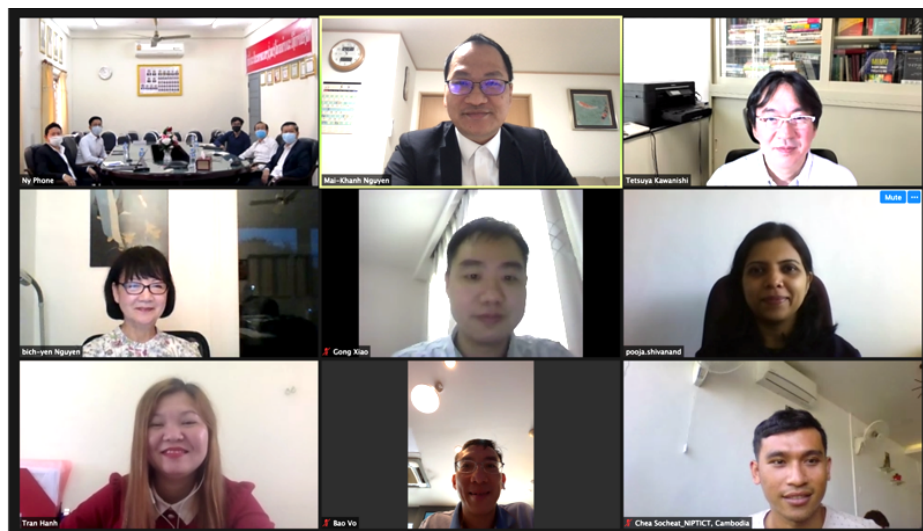 Ny Phone
Mai-Khanh Nguyen
Tetsuya Kawanishi
Mute
bich-yen Nguyen
Gong Xiao
pooja.shivanand
Tran Hanh
Bao Vo
Chea Socheat_NIPTICT, Cambodia